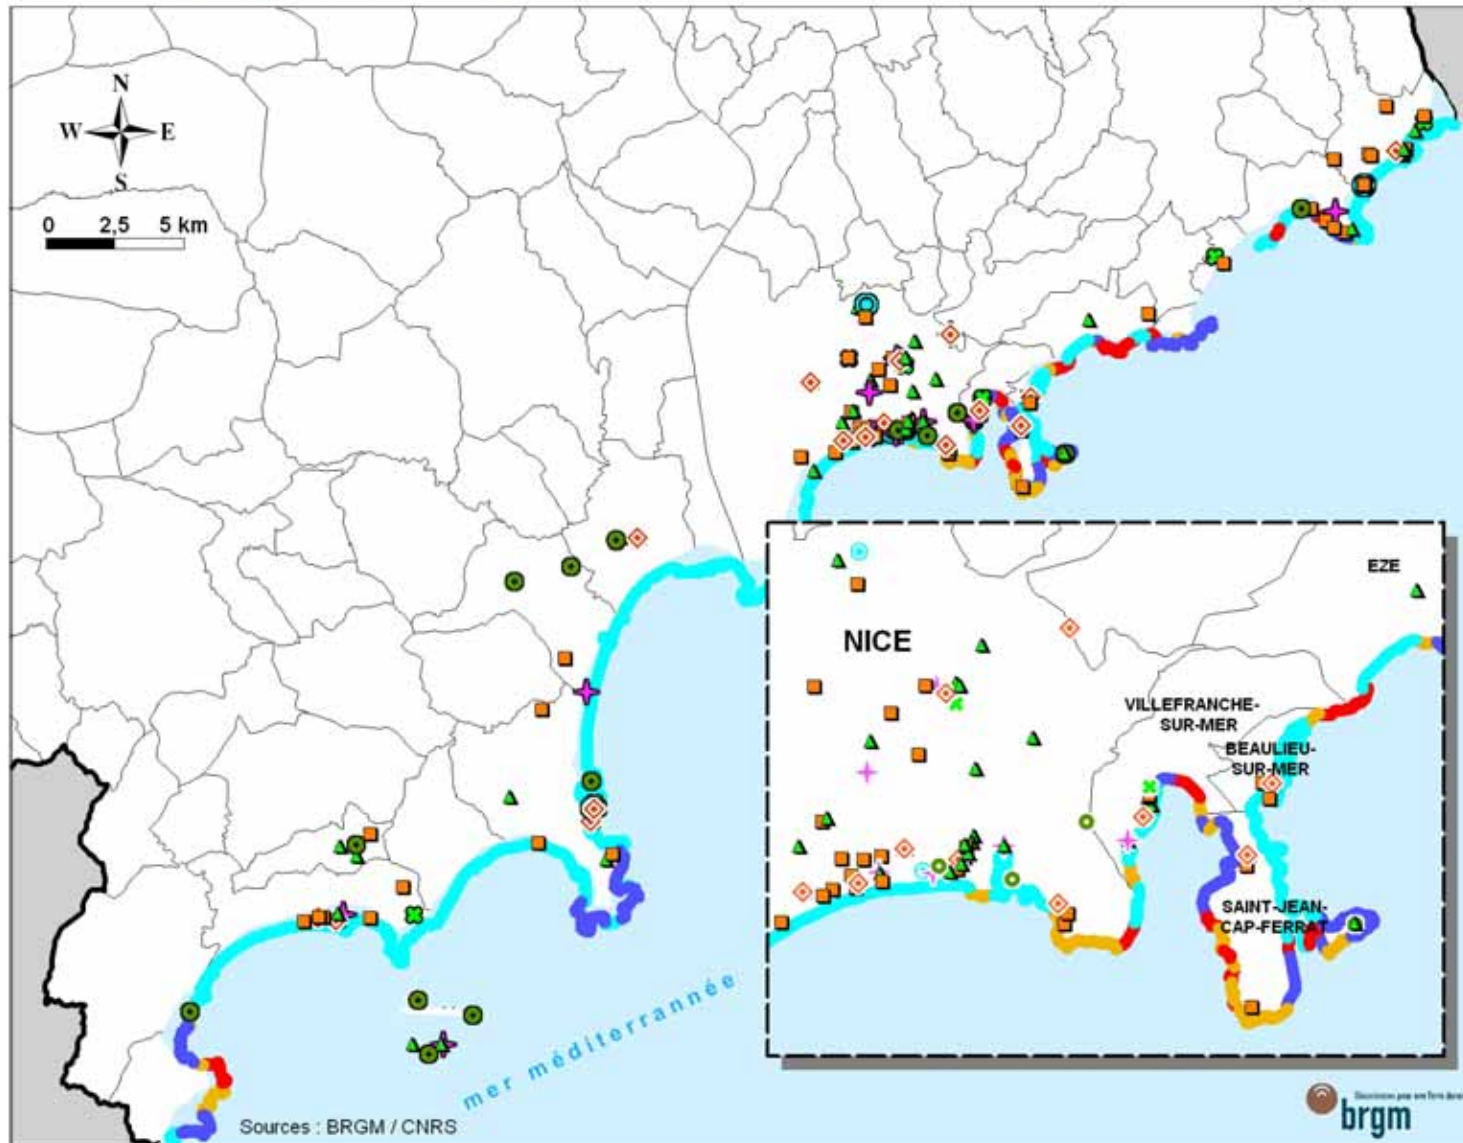 N
W E
S
0 2,5 5 km
EZE
NICE
VILLEFRANCHE-
SUR-MER
BEAULIEU-
SUR-MER
SAINT-JEAN-
CAP-FERRAT
mer méditerrannée
Sources : BRGM / CNRS
brgm